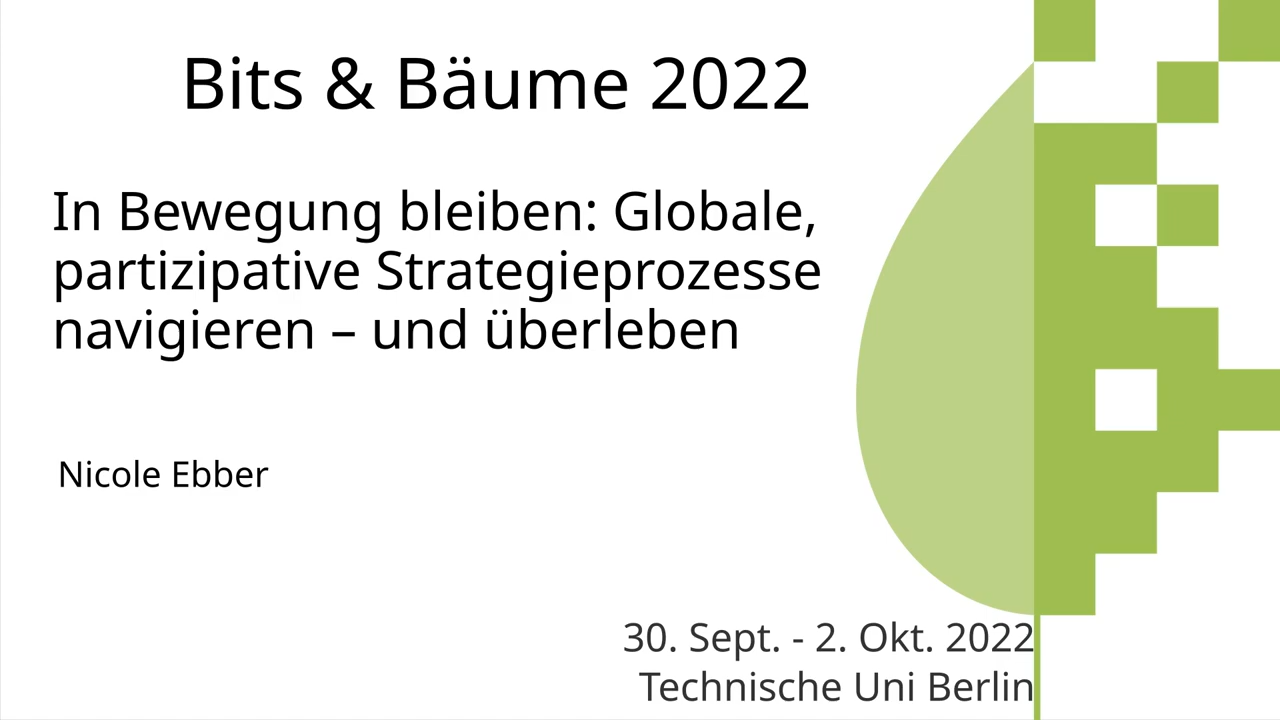 Bits & Bäume 2022
In Bewegung bleiben: Globale,
partizipative Strategieprozesse
navigieren – und überleben
Nicole Ebber
30. Sept. - 2. Okt. 2022
Technische Uni Berlin